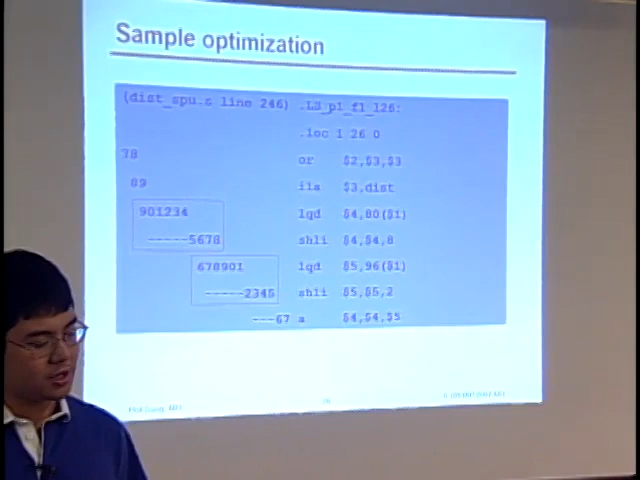 Sample optimization
(dist_spu.c line 246) .L3_p1_f1_126:
.loc 1 26 0
78 or $2,$3,$3
89 ila $3,dist
901234 lqd $4,80($1)
-----5678 shli $4,$4,8
678901 lqd $5,96($1)
-----2345 shli $5,$5,2
---67 a $4,$4,$5